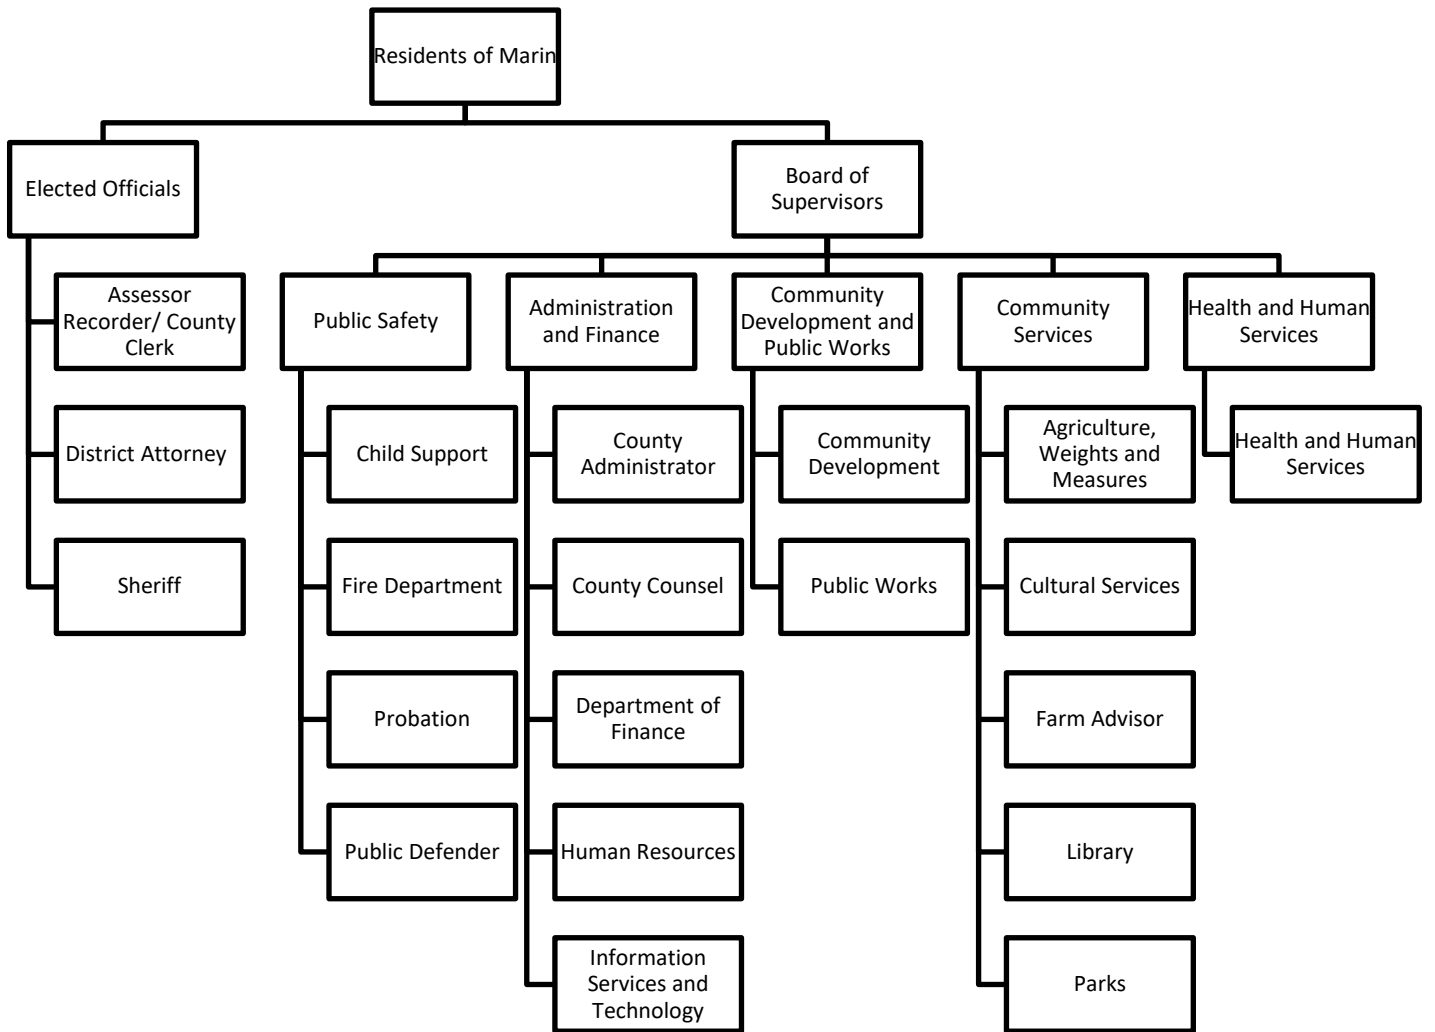 Residents of Marin
Elected Officials
Board of
Supervisors
Assessor
Recorder/ County
Clerk
Public Safety
Administration
and Finance
Community
Development and
Public Works
Community
Services
Health and Human
Services
District Attorney
Child Support
County
Administrator
Community
Development
Agriculture,
Weights and
Measures
Health and Human
Services
Sheriff
Fire Department
County Counsel
Public Works
Cultural Services
Probation
Department of
Finance
Farm Advisor
Public Defender
Human Resources
Library
Information
Services and
Technology
Parks